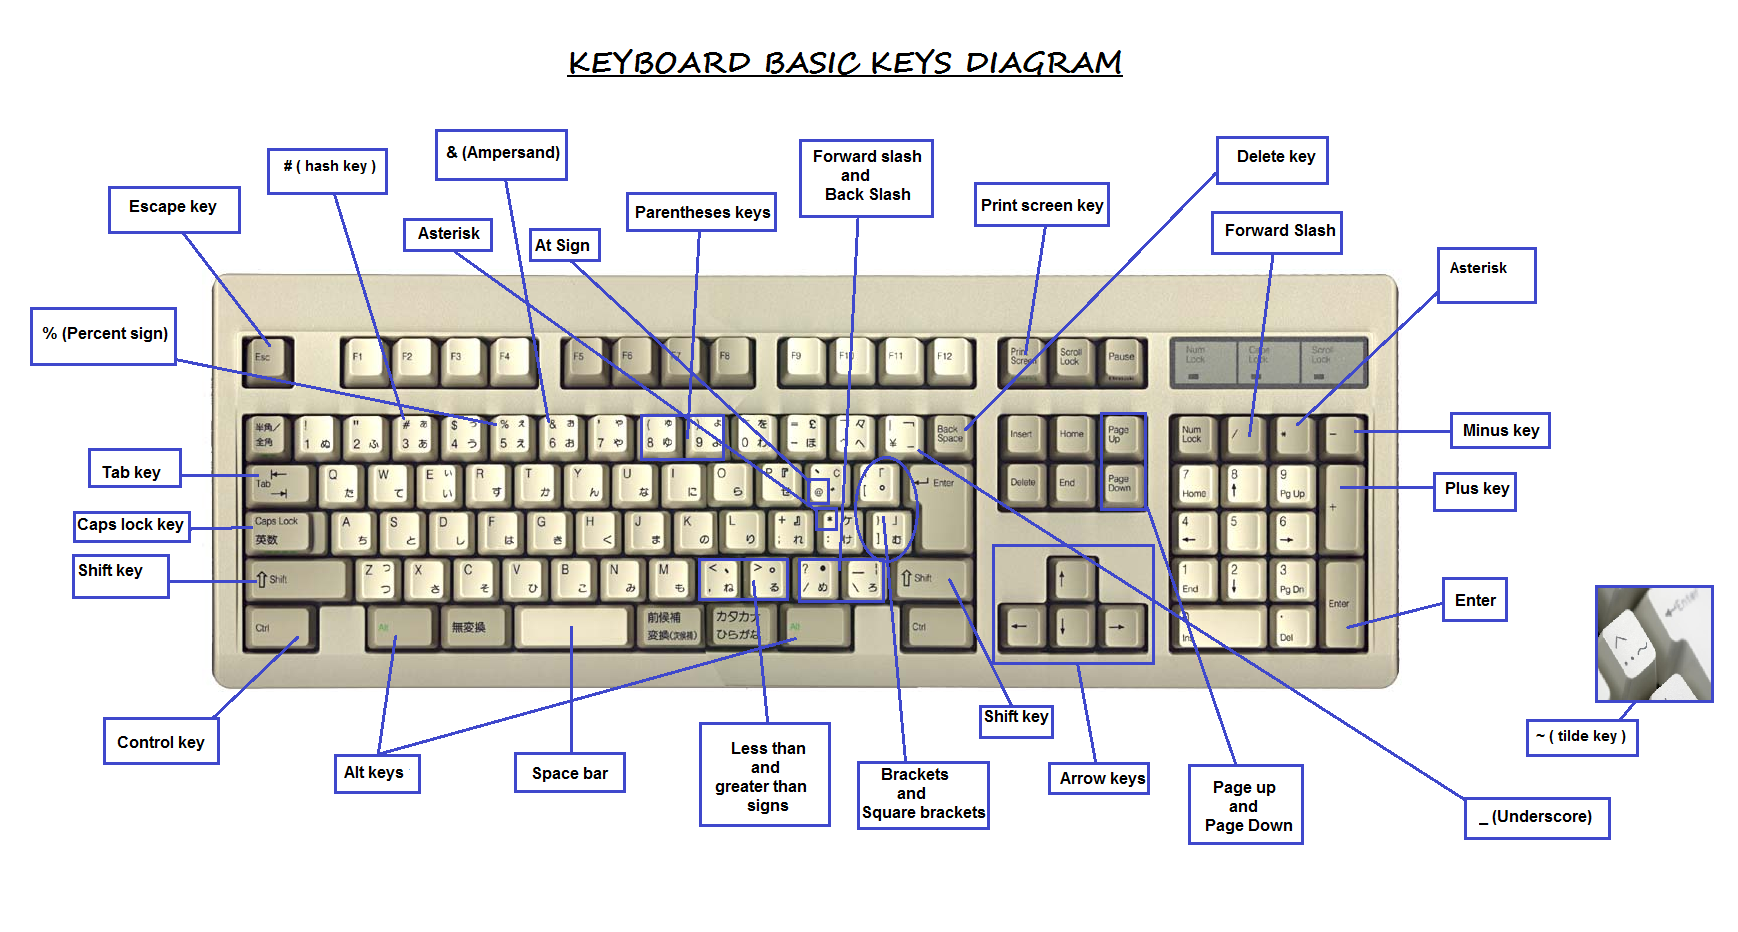 KEYBOARD BASIC KEYS DIAGRAM
& (Ampersand)
# ( hash key )
Forward slash
and
Back Slash
Delete key
Escape key
Parentheses keys
Print screen key
Asterisk
At Sign
Forward Slash
Asterisk
% (Percent sign)
Esc
F1
F2
F3
F4
F5
F6
F7
F8
F9
F10
F11
F12
Print
Screen
Scroll
Lock
Pause
Num
Lock
Caps
Lock
Scroll
Lock
半角/
全角
!
1 ぬ
"
2 ふ
# ぁ
3 あ
$ ぅ
4 う
% ぇ
5 え
& ぉ
6 お
' ゃ
7 や
( ゅ
8 ゆ
) ょ
9 よ
を
0 わ
= £
- ほ
へ
¥ -
Back
Space
Insert
Home
Page
Up
Num
Lock
/
*
-
Minus key
Tab key
Tab
Q
た
W
て
E ぃ
い
R
す
T
か
Y
ん
U
な
I
に
O
ら
P 『
せ
@
「
[ °
Enter
Delete
End
Page
Down
7
Home
8
↑
9
Pg Up
+
Plus key
Caps lock key
Caps Lock
英数
A
ち
S
と
D
し
F
は
G
き
H
く
J
ま
K
の
L
り
+ 』
; れ
* ケ
: け
} 」
] む
4
←
5
6
→
Shift key
Shift
Z っ
つ
X
さ
C
そ
V
ひ
B
こ
N
み
M
も
< 、
, ね
> 。
る
?
/ め
_
\ ろ
Shift
↑
1
End
2
↓
3
Pg Dn
Enter
Enter
Ctrl
Alt
無変換
前候補
変換(次候補)
カタカナ
ひらがな
Alt
Ctrl
←
↓
→
Ins
.
Del
Enter
~ ( tilde key )
Control key
Alt keys
Space bar
Less than
and
greater than
signs
Brackets
and
Square brackets
Shift key
Arrow keys
Page up
and
Page Down
_ (Underscore)